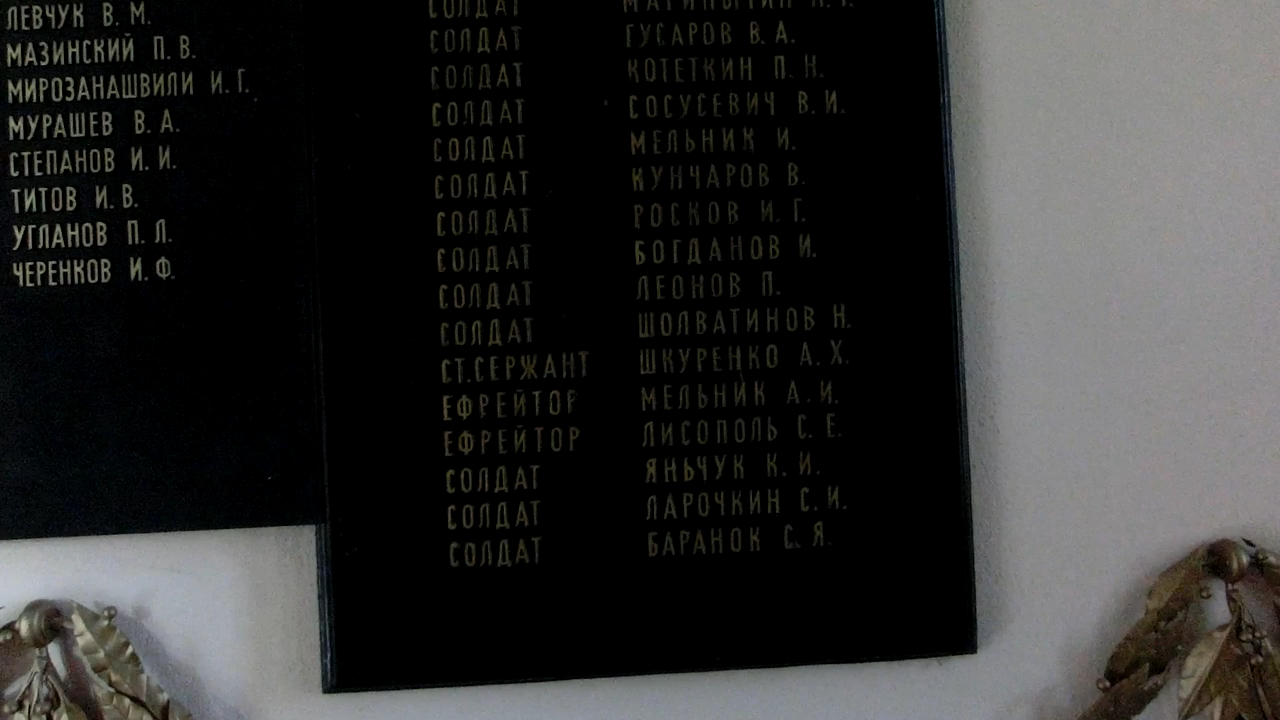 ЛЕВЧУК В. М.
МАЗИНСКИЙ П. В.
МИРОЗАНАШВИЛИ И. Г.
МУРАШЕВ В. А.
СТЕПАНОВ И. И.
ТИТОВ И. В.
УГЛАНОВ П. Л.
ЧЕРЕНКОВ И. Ф.
СОЛДАТ
СОЛДАТ ГУСАРОВ В. А.
СОЛДАТ КОТЕТКИН П. Н.
СОЛДАТ СОСУСЕВИЧ В. И.
СОЛДАТ МЕЛЬНИК И.
СОЛДАТ КУНЧАРОВ В.
СОЛДАТ РОСКОВ И. Г.
СОЛДАТ БОГДАНОВ И.
СОЛДАТ ЛЕОНОВ П.
СОЛДАТ ШОЛВАТИНОВ Н.
СТ.СЕРЖАНТ ШКУРЕНКО А. Х.
ЕФРЕЙТОР МЕЛЬНИК А. И.
ЕФРЕЙТОР ЛИСОПОЛЬ С. Е.
СОЛДАТ ЯНЬЧУК К. И.
СОЛДАТ ЛАРОЧКИН С. И.
СОЛДАТ БАРАНОК С. Я.